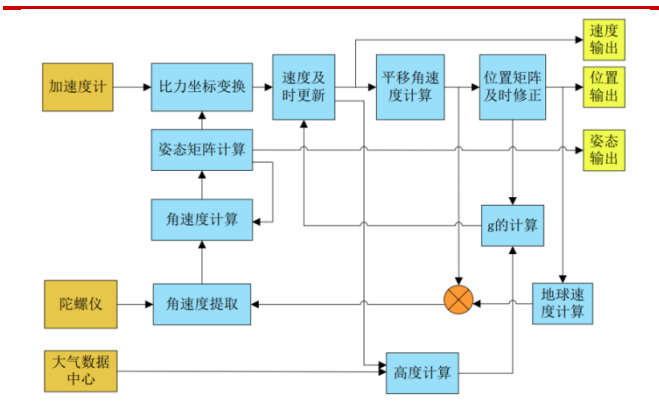 速度
输出
加速度计
比力坐标变换
速度及
时更新
平移角速
度计算
位置矩阵
及时修正
位置
输出
姿态矩阵计算
姿态
输出
角速度计算
g的计算
陀螺仪
角速度提取
地球速
度计算
大气数据
中心
高度计算